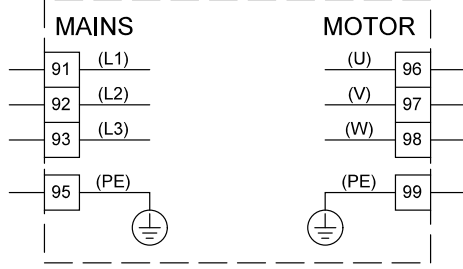 MAINS MOTOR
91 (L1) (U) 96
92 (L2) (V) 97
93 (L3) (W) 98
95 (PE) (PE) 99